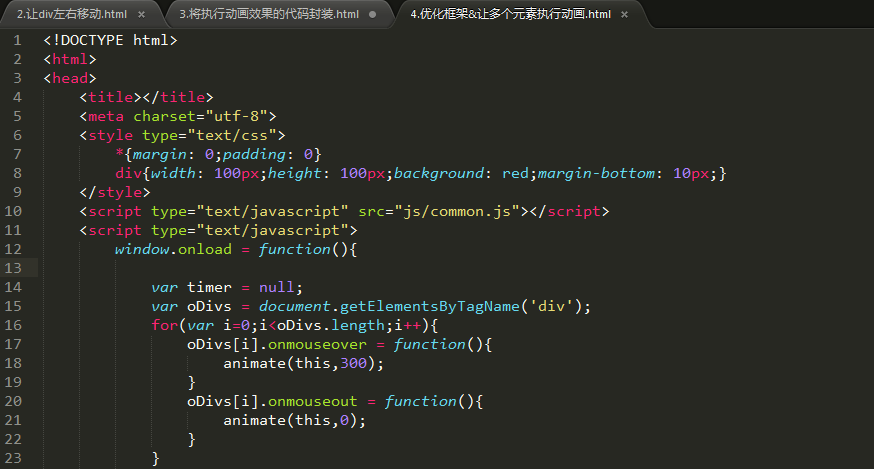 2.让div左右移动.html × 3.将执行动画效果的代码封装.html 4.优化框架&让多个元素执行动画.html ×
1 <!DOCTYPE html>
2 <html>
3 <head>
4 <title></title>
5 <meta charset="utf-8">
6 <style type="text/css">
7 *{margin: 0;padding: 0}
8 div{width: 100px;height: 100px;background: red;margin-bottom: 10px;}
9 </style>
10 <script type="text/javascript" src="js/common.js"></script>
11 <script type="text/javascript">
12 window.onload = function(){
13
14 var timer = null;
15 var oDivs = document.getElementsByTagName('div');
16 for(var i=0;i<oDivs.length;i++){
17 oDivs[i].onmouseover = function(){
18 animate(this,300);
19 }
20 oDivs[i].onmouseout = function(){
21 animate(this,0);
22 }
23 }